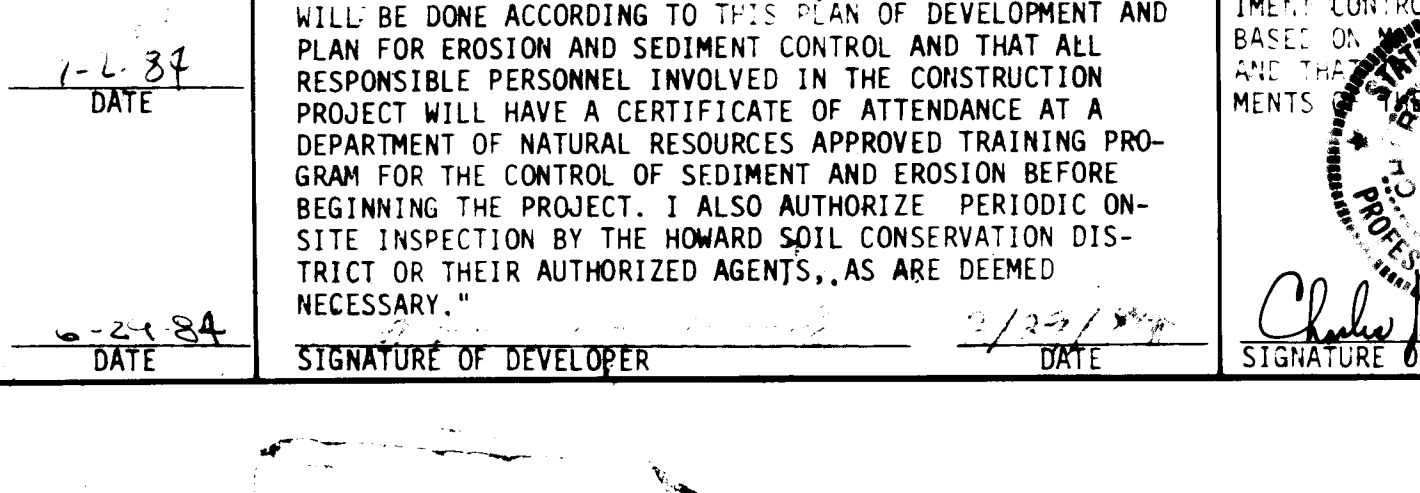 WILL BE DONE ACCORDING TO THIS PLAN OF DEVELOPMENT AND
PLAN FOR EROSION AND SEDIMENT CONTROL AND THAT ALL
RESPONSIBLE PERSONNEL INVOLVED IN THE CONSTRUCTION
PROJECT WILL HAVE A CERTIFICATE OF ATTENDANCE AT A
DEPARTMENT OF NATURAL RESOURCES APPROVED TRAINING PRO-
GRAM FOR THE CONTROL OF SEDIMENT AND EROSION BEFORE
BEGINNING THE PROJECT. I ALSO AUTHORIZE PERIODIC ON-
SITE INSPECTION BY THE HOWARD SOIL CONSERVATION DIS-
TRICT OR THEIR AUTHORIZED AGENTS, AS ARE DEEMED
NECESSARY."
SIGNATURE OF DEVELOPER
DATE
DATE
6-29-84
DATE
BASED ON
AND THAT
MENTS
STATE
PROFES
Charles
SIGNATURE O